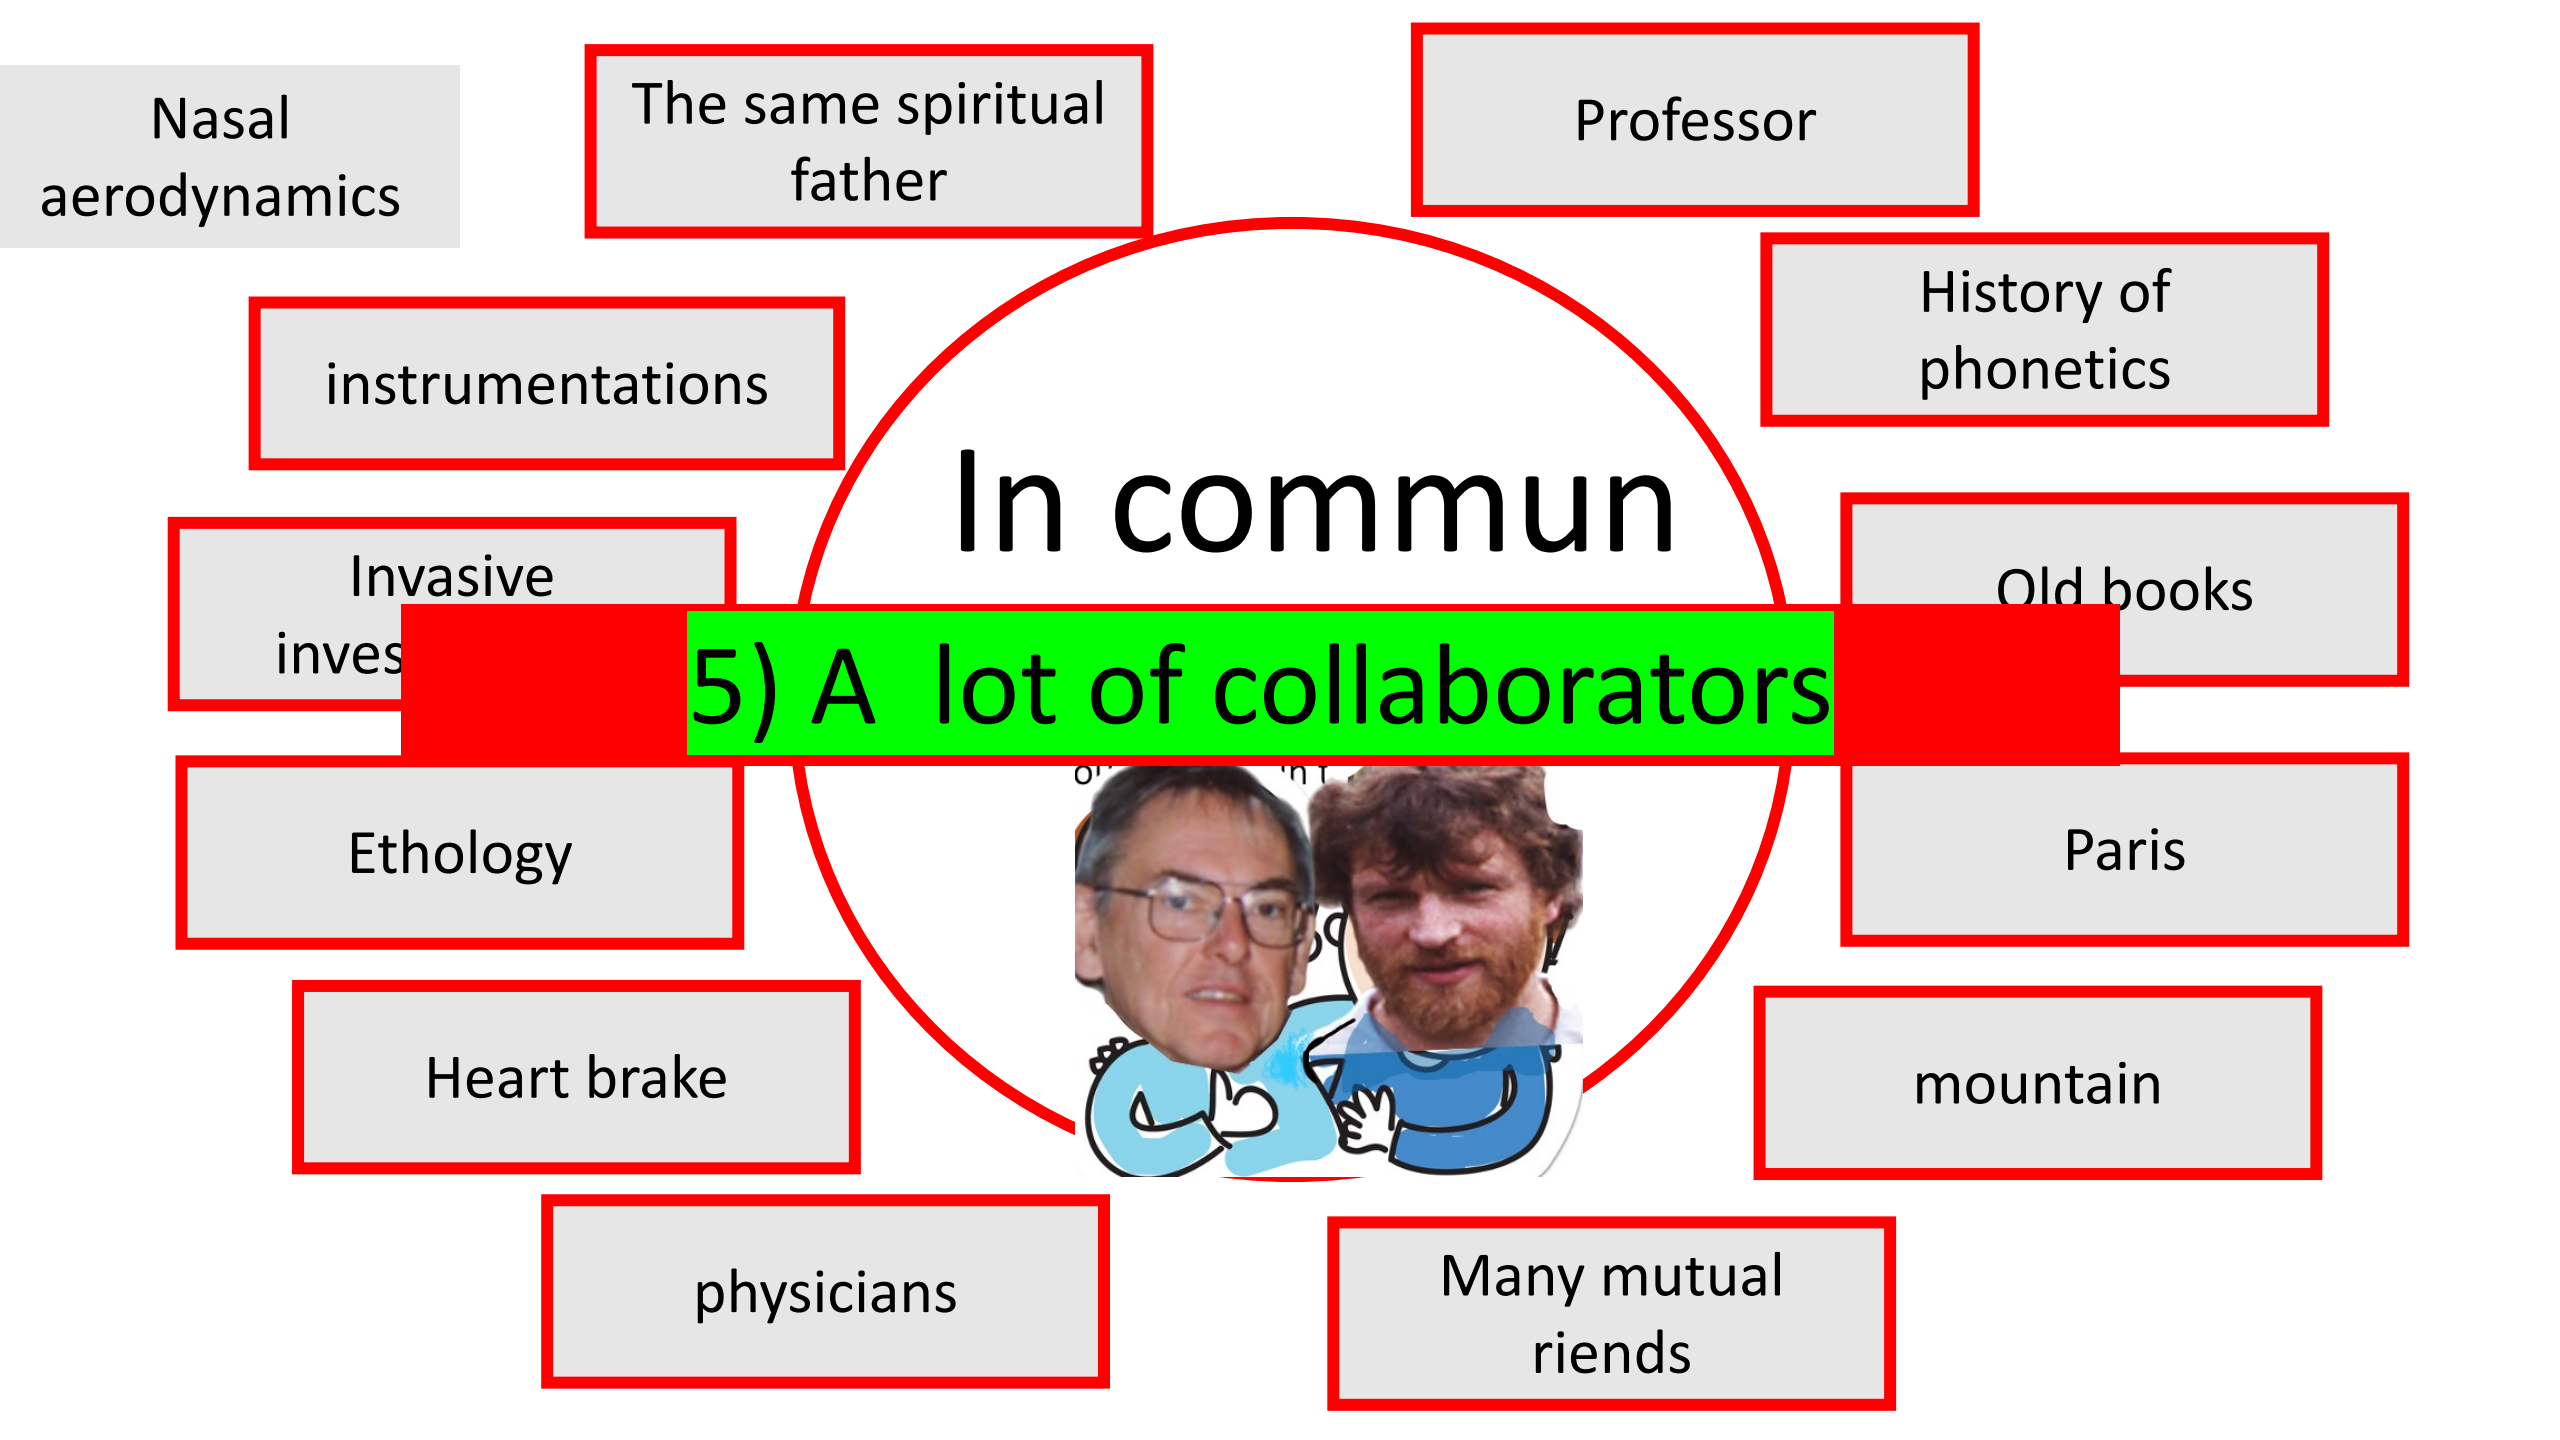 Nasal
aerodynamics
The same spiritual
father
Professor
History of
phonetics
instrumentations
In commun
Invasive
Old books
5) A  lot of collaborators
Ethology
Paris
Heart brake
mountain
physicians
Many mutual
riends